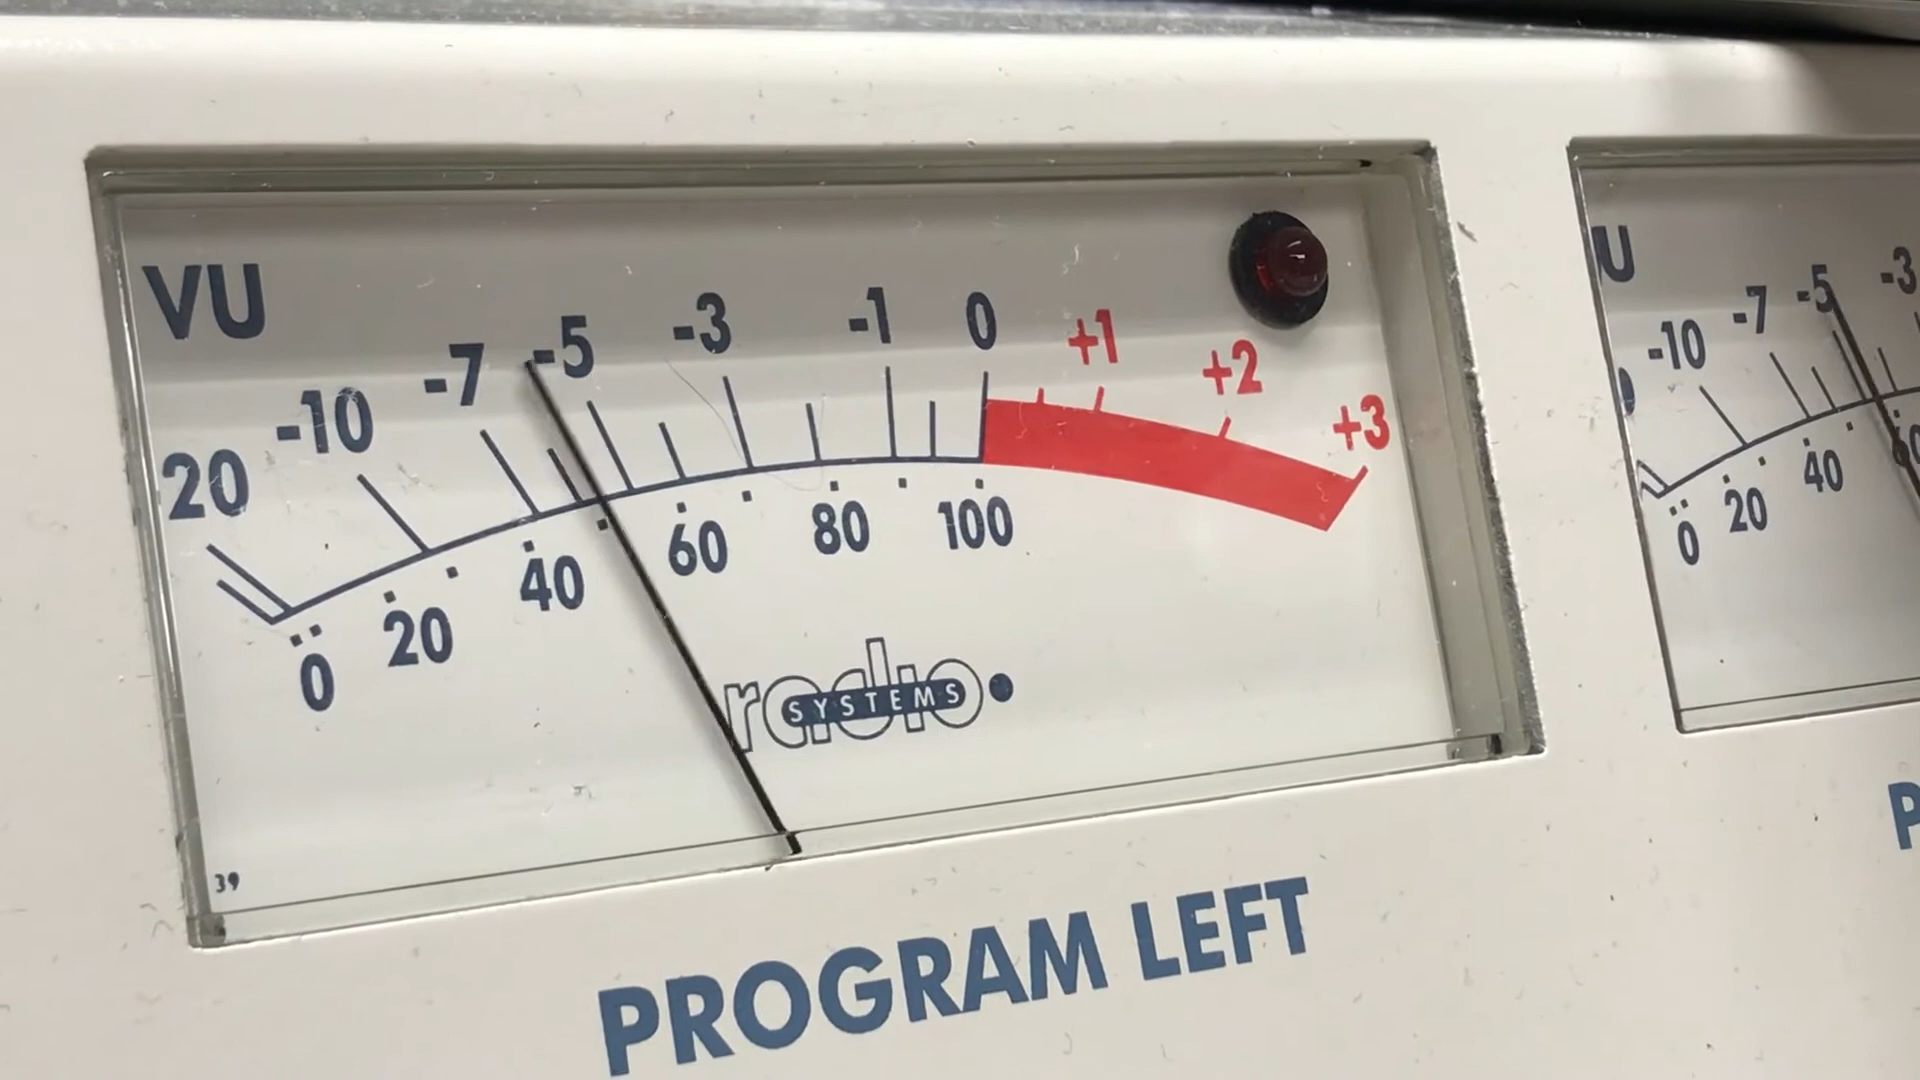 VU
20 -10 -7 -5 -3 -1 0 +1 +2 +3
0 20 40 60 80 100
radio
SYSTEMS
39
PROGRAM LEFT
U
-10 -7 -5 -3
0 20 40
P